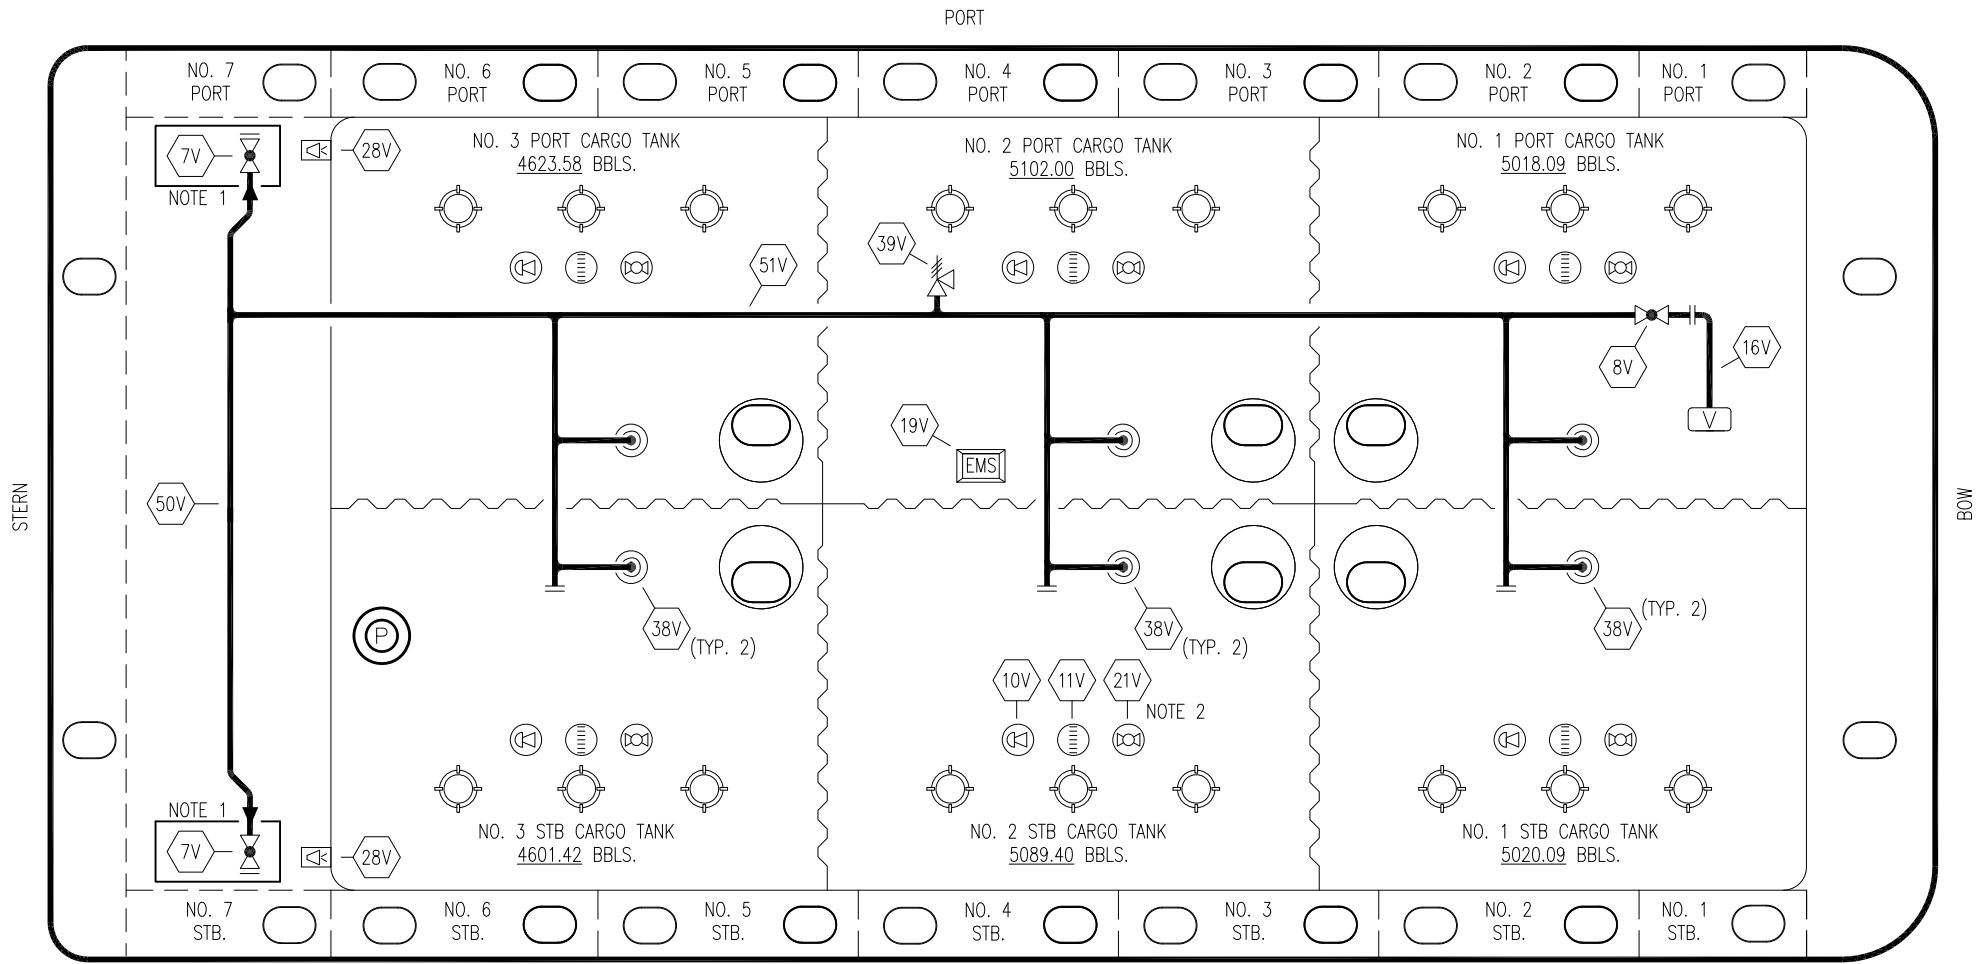 PORT
NO. 7
PORT
NO. 6
PORT
NO. 5
PORT
NO. 4
PORT
NO. 3
PORT
NO. 2
PORT
NO. 1
PORT
7V
NOTE 1
28V
NO. 3 PORT CARGO TANK
4623.58 BBLS.
NO. 2 PORT CARGO TANK
5102.00 BBLS.
NO. 1 PORT CARGO TANK
5018.09 BBLS.
51V
39V
8V
16V
V
19V
EMS
50V
STERN
BOW
P
38V
(TYP. 2)
38V
(TYP. 2)
38V
(TYP. 2)
10V
11V
21V
NOTE 2
NOTE 1
7V
28V
NO. 3 STB CARGO TANK
4601.42 BBLS.
NO. 2 STB CARGO TANK
5089.40 BBLS.
NO. 1 STB CARGO TANK
5020.09 BBLS.
NO. 7
STB.
NO. 6
STB.
NO. 5
STB.
NO. 4
STB.
NO. 3
STB.
NO. 2
STB.
NO. 1
STB.